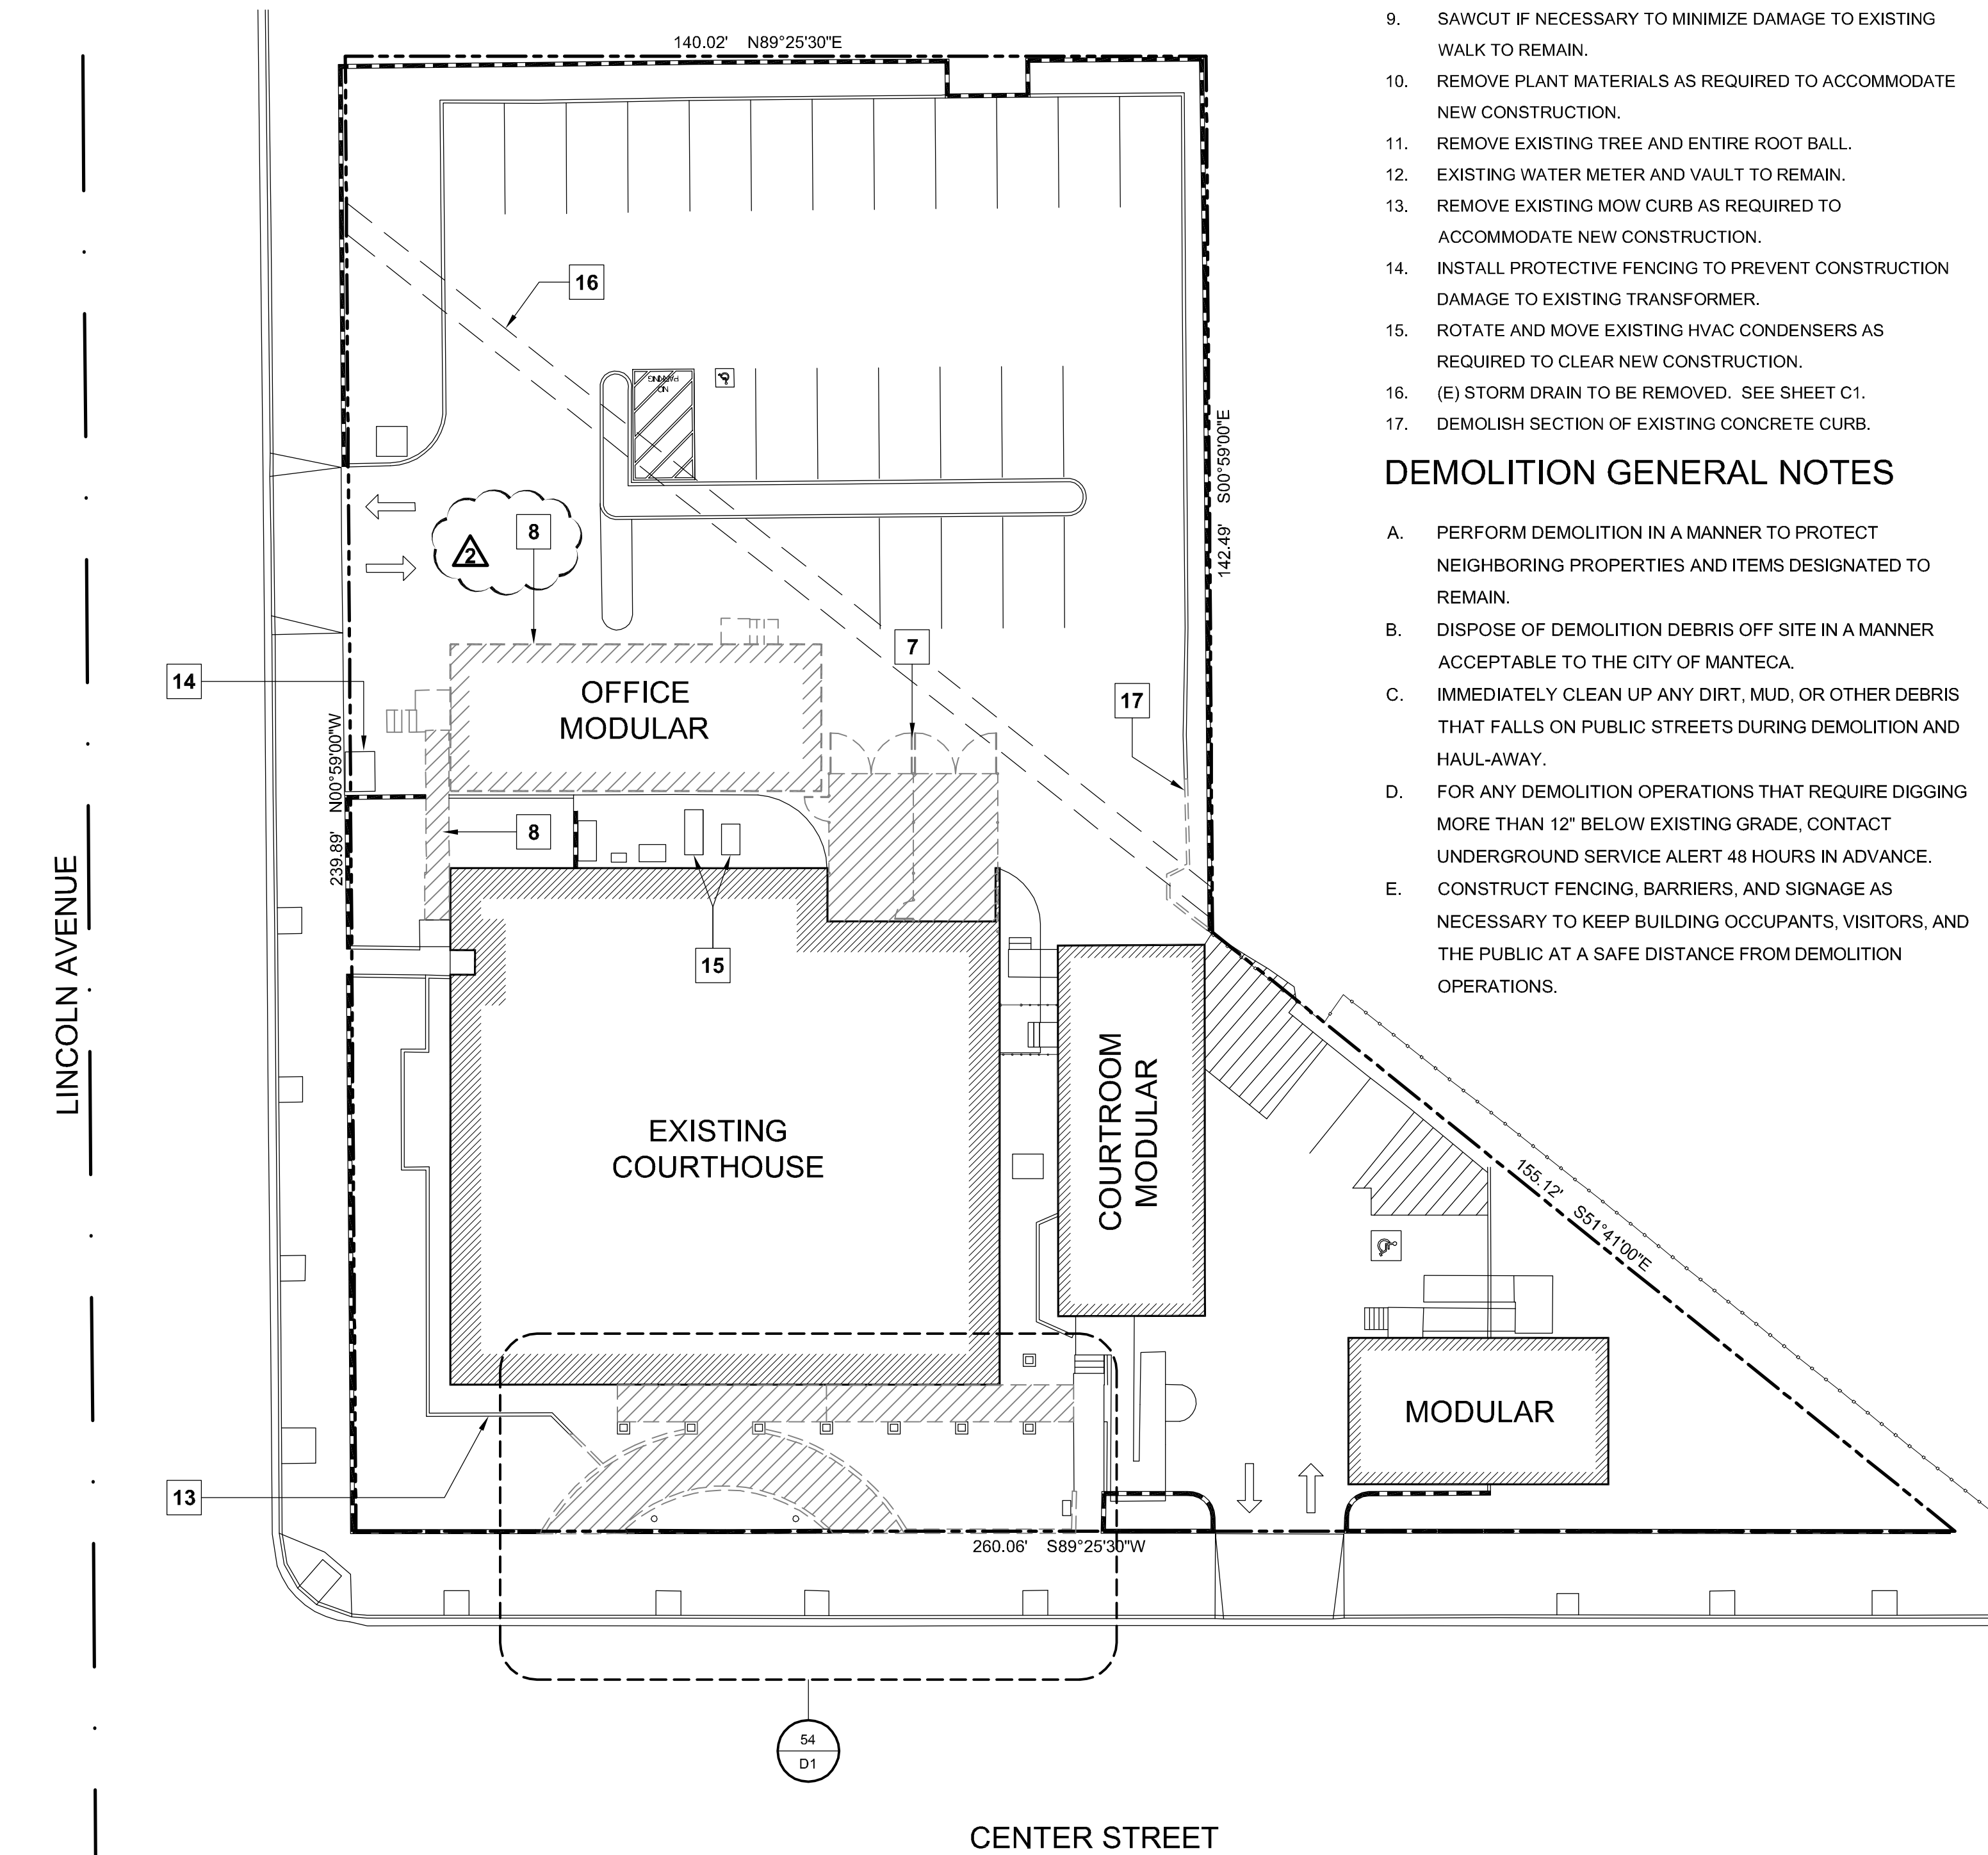 140.02' N89°25'30"E
16
NO
PARKING
2
8
142.49' S00°59'00"E
7
14
OFFICE
MODULAR
17
239.89' N00°59'00"W
8
15
LINCOLN AVENUE
EXISTING
COURTHOUSE
COURTROOM
MODULAR
155.12' S51°41'00"E
MODULAR
13
260.06' S89°25'30"W
54
D1
CENTER STREET
9. SAWCUT IF NECESSARY TO MINIMIZE DAMAGE TO EXISTING
WALK TO REMAIN.
10. REMOVE PLANT MATERIALS AS REQUIRED TO ACCOMMODATE
NEW CONSTRUCTION.
11. REMOVE EXISTING TREE AND ENTIRE ROOT BALL.
12. EXISTING WATER METER AND VAULT TO REMAIN.
13. REMOVE EXISTING MOW CURB AS REQUIRED TO
ACCOMMODATE NEW CONSTRUCTION.
14. INSTALL PROTECTIVE FENCING TO PREVENT CONSTRUCTION
DAMAGE TO EXISTING TRANSFORMER.
15. ROTATE AND MOVE EXISTING HVAC CONDENSERS AS
REQUIRED TO CLEAR NEW CONSTRUCTION.
16. (E) STORM DRAIN TO BE REMOVED. SEE SHEET C1.
17. DEMOLISH SECTION OF EXISTING CONCRETE CURB.
DEMOLITION GENERAL NOTES
A. PERFORM DEMOLITION IN A MANNER TO PROTECT
NEIGHBORING PROPERTIES AND ITEMS DESIGNATED TO
REMAIN.
B. DISPOSE OF DEMOLITION DEBRIS OFF SITE IN A MANNER
ACCEPTABLE TO THE CITY OF MANTECA.
C. IMMEDIATELY CLEAN UP ANY DIRT, MUD, OR OTHER DEBRIS
THAT FALLS ON PUBLIC STREETS DURING DEMOLITION AND
HAUL-AWAY.
D. FOR ANY DEMOLITION OPERATIONS THAT REQUIRE DIGGING
MORE THAN 12" BELOW EXISTING GRADE, CONTACT
UNDERGROUND SERVICE ALERT 48 HOURS IN ADVANCE.
E. CONSTRUCT FENCING, BARRIERS, AND SIGNAGE AS
NECESSARY TO KEEP BUILDING OCCUPANTS, VISITORS, AND
THE PUBLIC AT A SAFE DISTANCE FROM DEMOLITION
OPERATIONS.